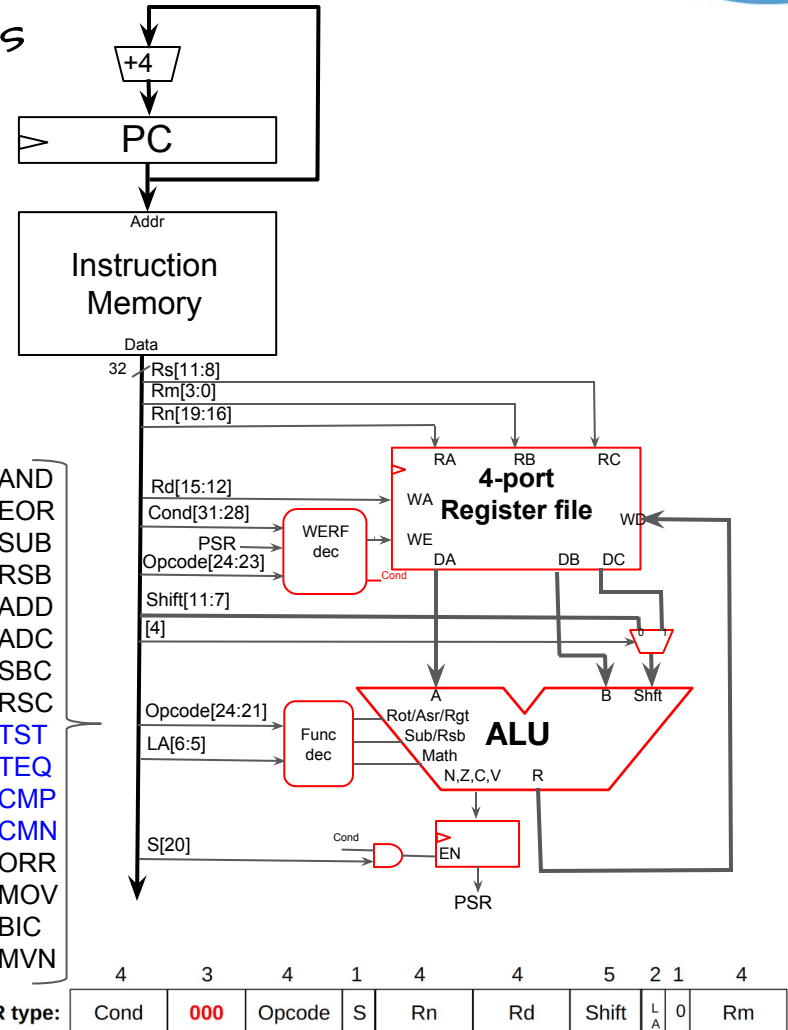 s
+4
PC
Addr
Instruction
Memory
Data
32
Rs[11:8]
Rm[3:0]
Rn[19:16]
RA RB RC
4-port
Register file
WA
WE
WD
DA DB DC
Rd[15:12]
Cond[31:28]
PSR
Opcode[24:23]
WERF
dec
Cond
Shift[11:7]
[4]
0 1
AND
EOR
SUB
RSB
ADD
ADC
SBC
RSC
TST
TEQ
CMP
CMN
ORR
MOV
BIC
MVN
Opcode[24:21]
LA[6:5]
Func
dec
A B Shft
Rot/Asr/Rgt
Sub/Rsb
Math
ALU
N,Z,C,V R
S[20]
Cond
EN
PSR
4 3 4 1 4 4 5 2 1 4
R type: Cond 000 Opcode S Rn Rd Shift LA 0 Rm